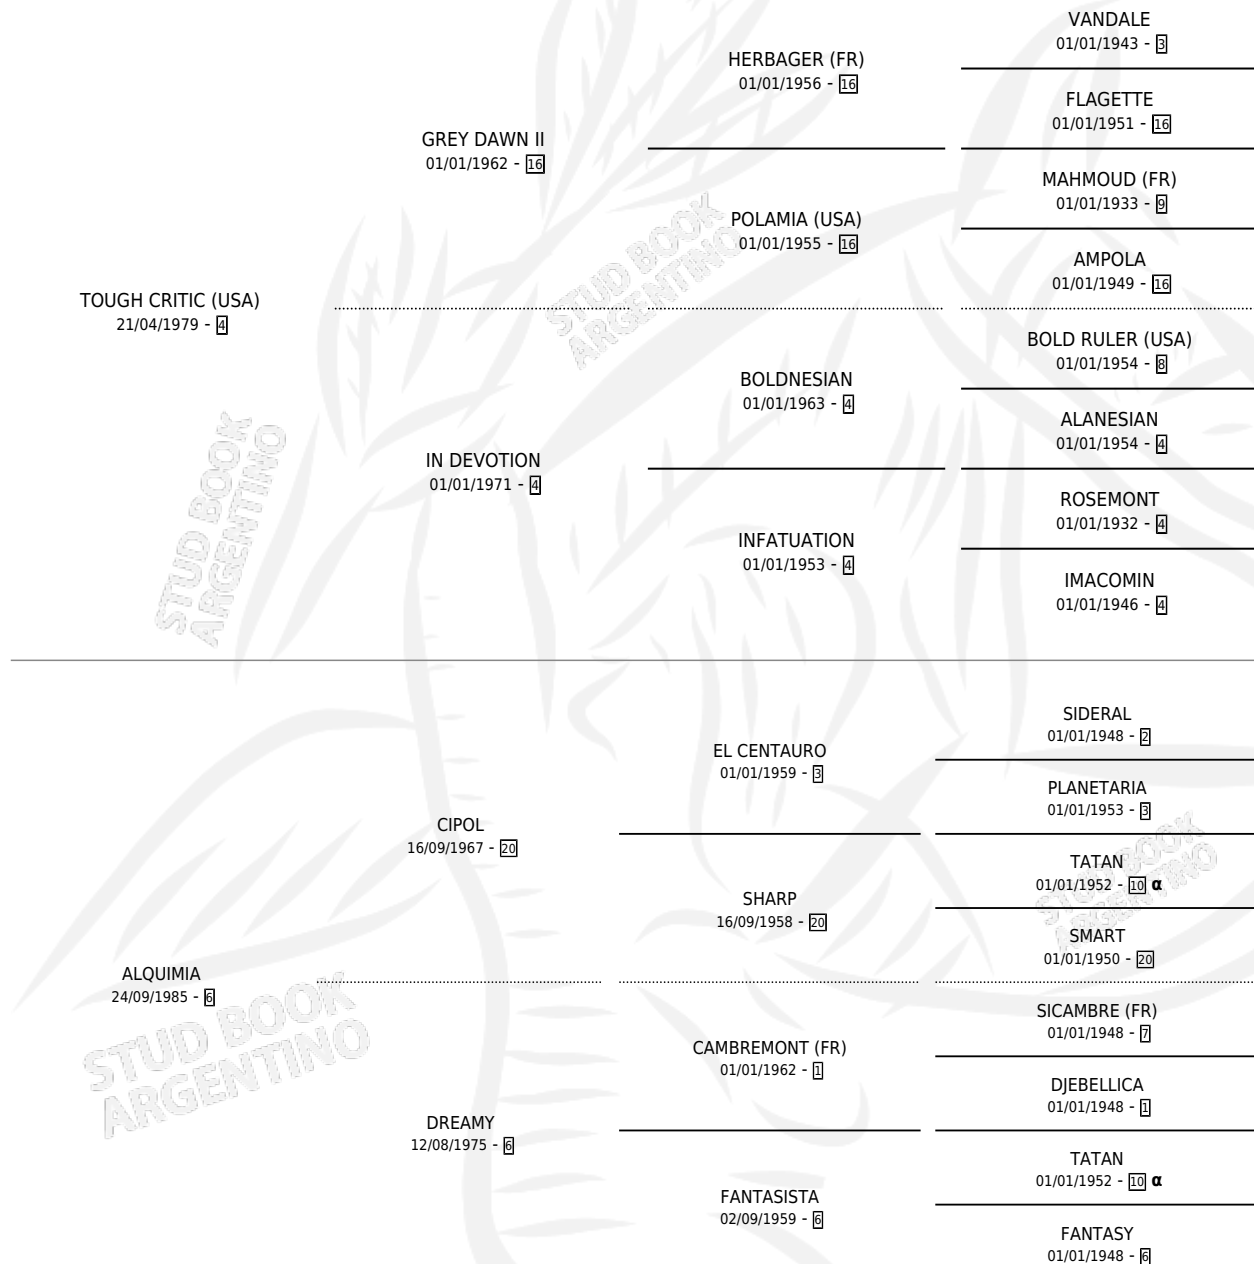 VANDALE
01/01/1943 - 3
HERBAGER (FR)
01/01/1956 - 16
FLAGETTE
01/01/1951 - 16
GREY DAWN II
01/01/1962 - 16
MAHMOUD (FR)
01/01/1933 - 9
POLAMIA (USA)
01/01/1955 - 16
AMPOLA
01/01/1949 - 16
TOUGH CRITIC (USA)
21/04/1979 - 4
BOLD RULER (USA)
01/01/1954 - 8
BOLDNESIAN
01/01/1963 - 4
ALANESIAN
01/01/1954 - 4
IN DEVOTION
01/01/1971 - 4
ROSEMONT
01/01/1932 - 4
INFATUATION
01/01/1953 - 4
IMACOMIN
01/01/1946 - 4
SIDERAL
01/01/1948 - 2
EL CENTAURO
01/01/1959 - 3
PLANETARIA
01/01/1953 - 3
CIPOL
16/09/1967 - 20
TATAN
01/01/1952 - 10 α
SHARP
16/09/1958 - 20
SMART
01/01/1950 - 20
ALQUIMIA
24/09/1985 - 6
SICAMBRE (FR)
01/01/1948 - 7
CAMBREMONT (FR)
01/01/1962 - 1
DJEBELLICA
01/01/1948 - 1
DREAMY
12/08/1975 - 6
TATAN
01/01/1952 - 10 α
FANTASISTA
02/09/1959 - 6
FANTASY
01/01/1948 - 6
STUD BOOK
ARGENTINO
STUD BOOK
ARGENTINO
STUD BOOK
ARGENTINO
STUD BOOK
ARGENTINO